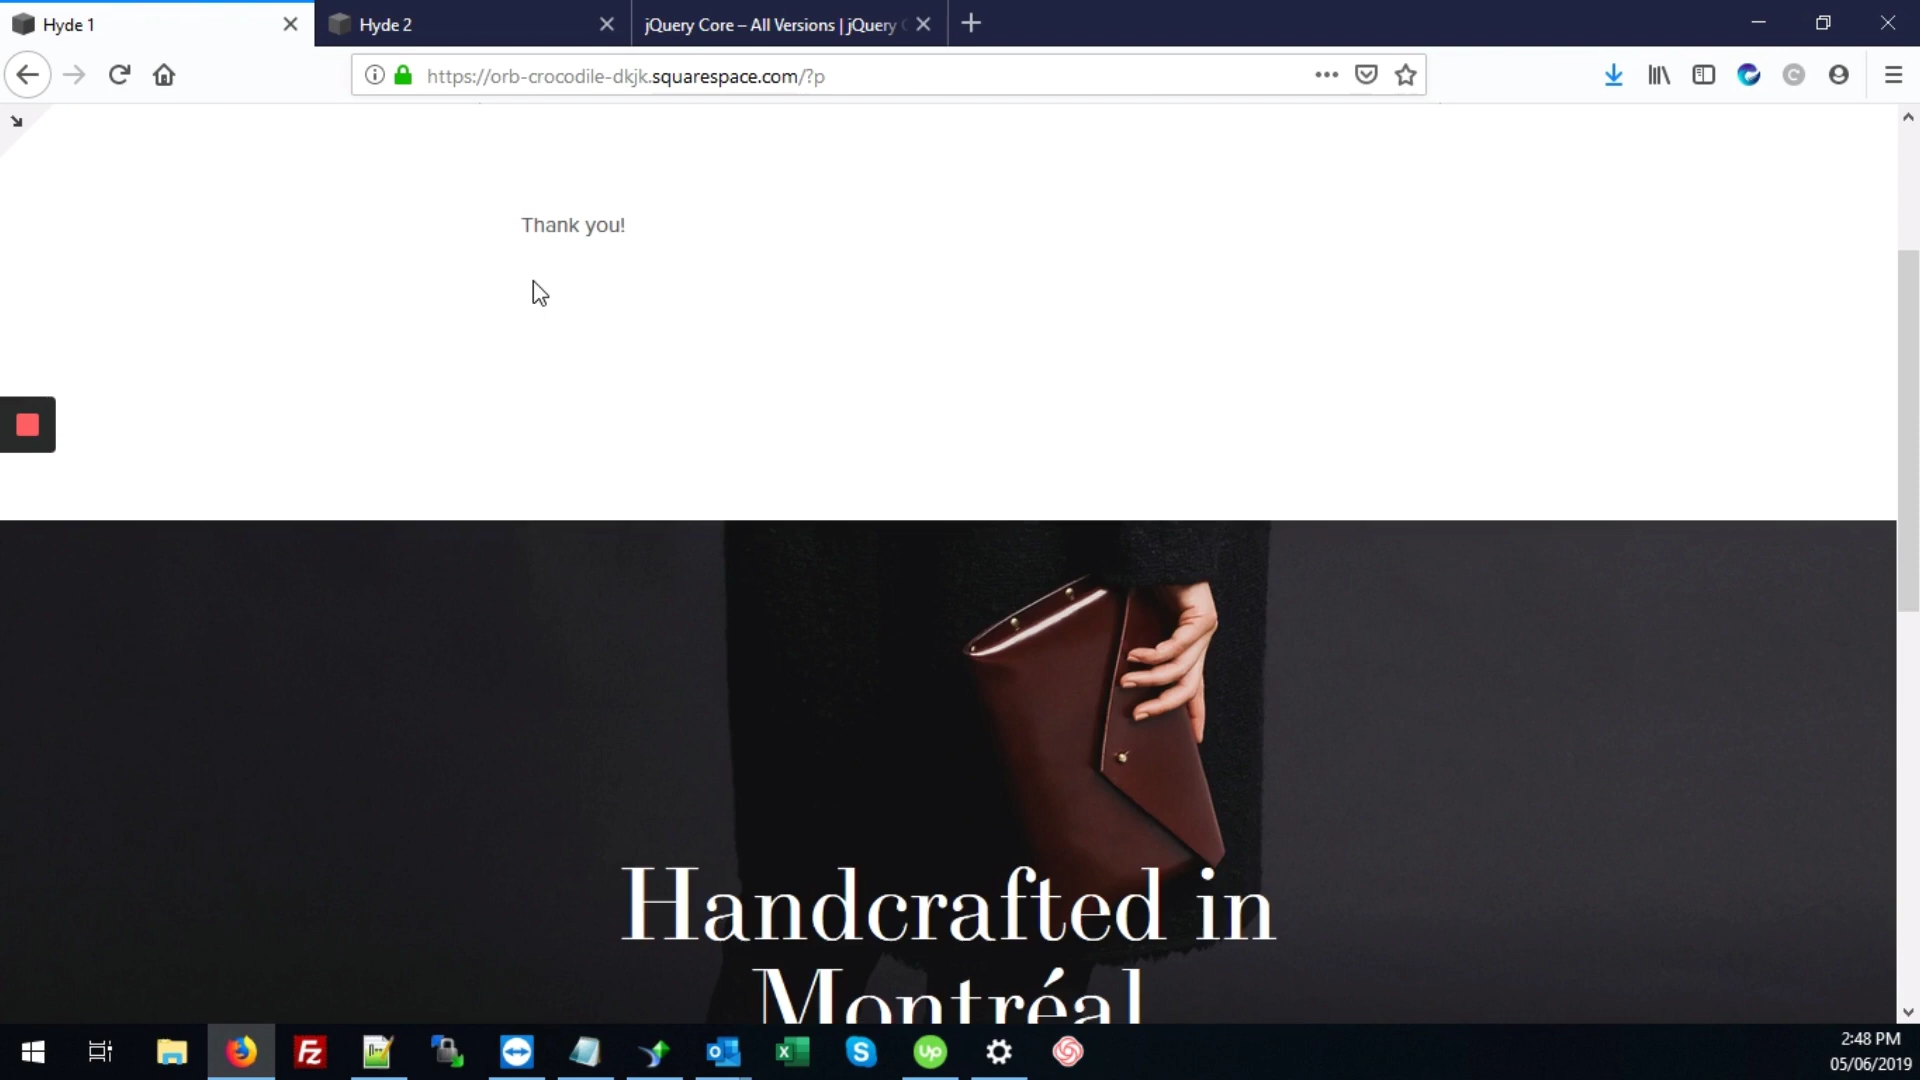 Hyde 1
Hyde 2
jQuery Core – All Versions | jQuery
https://orb-crocodile-dkjk.squarespace.com/?p
Thank you!
Handcrafted in
Montréal
2:48 PM
05/06/2019